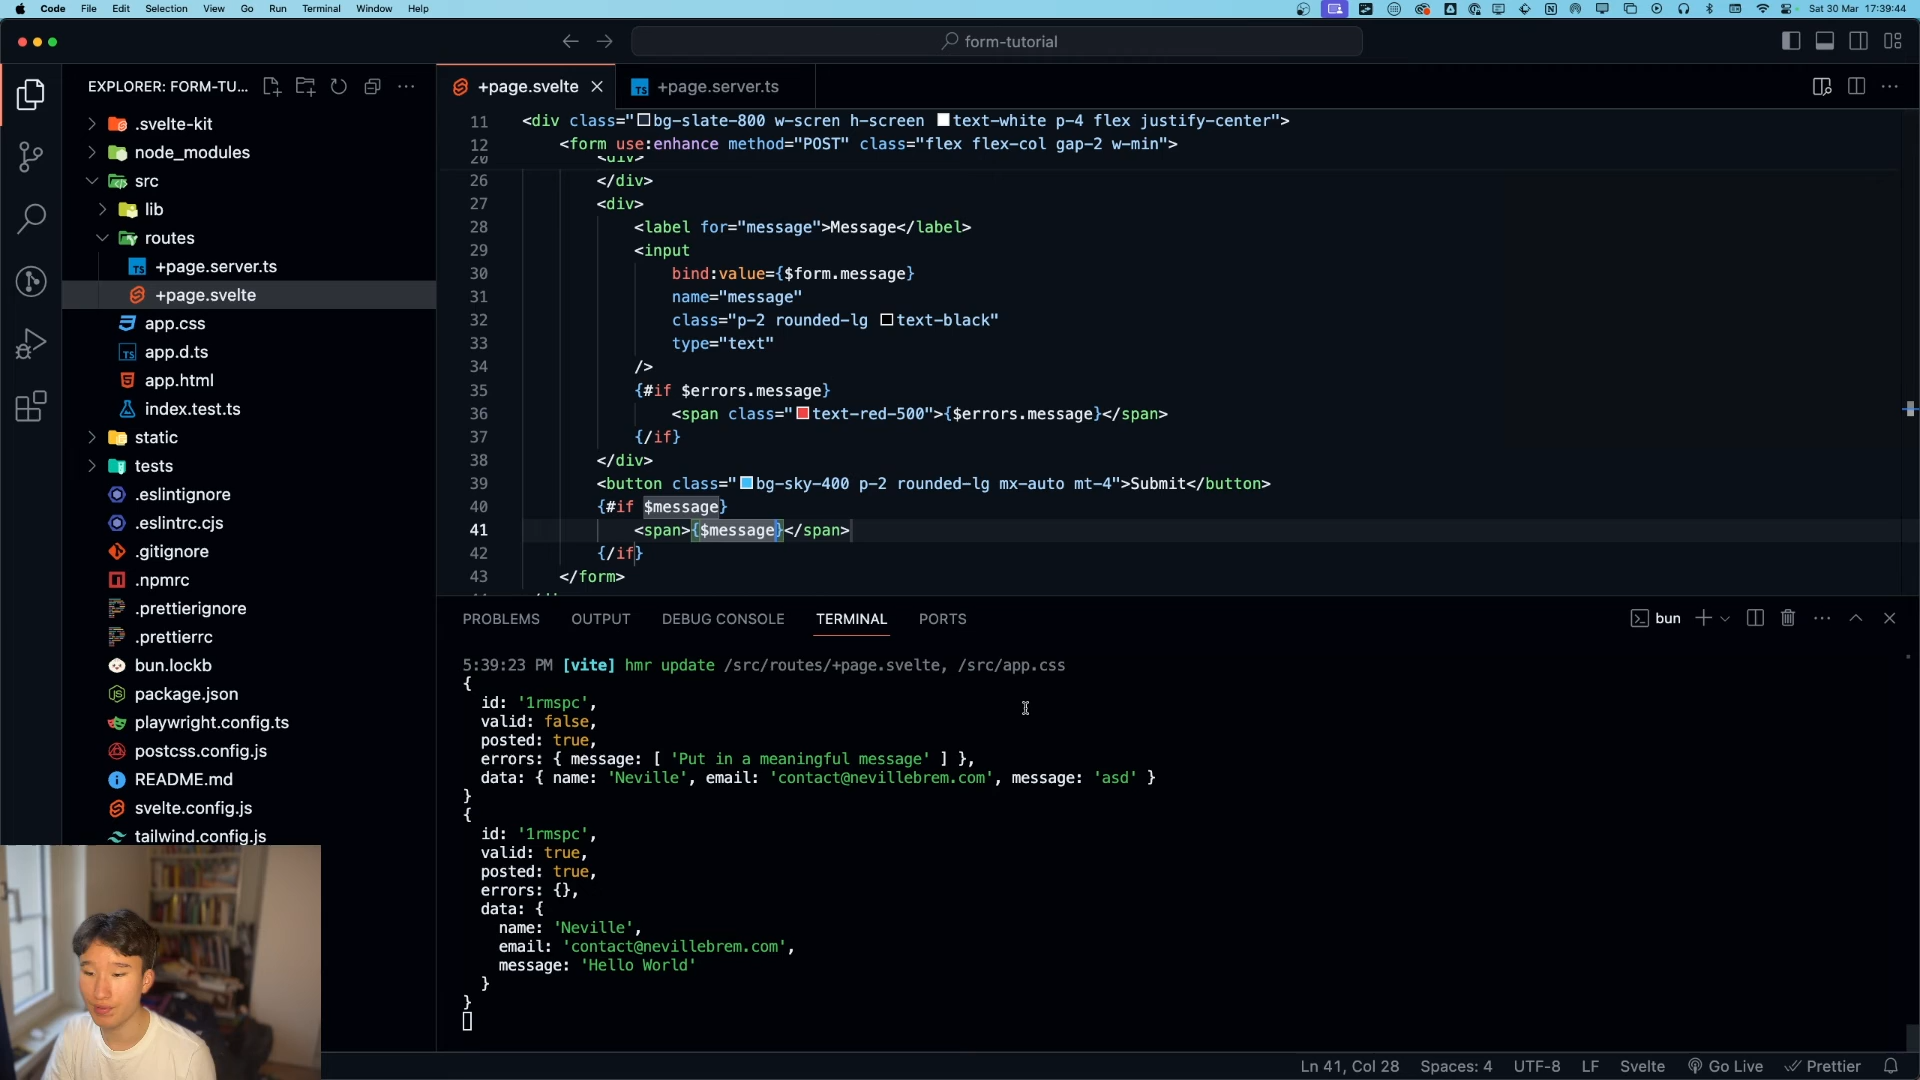 Code File Edit Selection View Go Run Terminal Window Help
Sat 30 Mar 17:39:44
form-tutorial
EXPLORER: FORM-TU...
.svelte-kit
node_modules
src
lib
routes
+page.server.ts
+page.svelte
app.css
app.d.ts
app.html
index.test.ts
static
tests
.eslintignore
.eslintrc.cjs
.gitignore
.npmrc
.prettierignore
.prettierrc
bun.lockb
package.json
playwright.config.ts
postcss.config.js
README.md
svelte.config.js
tailwind.config.js
+page.svelte
+page.server.ts
11 <div class="bg-slate-800 w-scren h-screen text-white p-4 flex justify-center">
12 <form use:enhance method="POST" class="flex flex-col gap-2 w-min">
20 <div>
26 </div>
27 <div>
28 <label for="message">Message</label>
29 <input
30 bind:value={$form.message}
31 name="message"
32 class="p-2 rounded-lg text-black"
33 type="text"
34 />
35 {#if $errors.message}
36 <span class="text-red-500">{$errors.message}</span>
37 {/if}
38 </div>
39 <button class="bg-sky-400 p-2 rounded-lg mx-auto mt-4">Submit</button>
40 {#if $message}
41 <span>{$message}</span>
42 {/if}
43 </form>
PROBLEMS OUTPUT DEBUG CONSOLE TERMINAL PORTS
bun
5:39:23 PM [vite] hmr update /src/routes/+page.svelte, /src/app.css
{
id: '1rmspc',
valid: false,
posted: true,
errors: { message: [ 'Put in a meaningful message' ] },
data: { name: 'Neville', email: 'contact@nevillebrem.com', message: 'asd' }
}
{
id: '1rmspc',
valid: true,
posted: true,
errors: {},
data: {
name: 'Neville',
email: 'contact@nevillebrem.com',
message: 'Hello World'
}
}
Ln 41, Col 28 Spaces: 4 UTF-8 LF Svelte Go Live Prettier